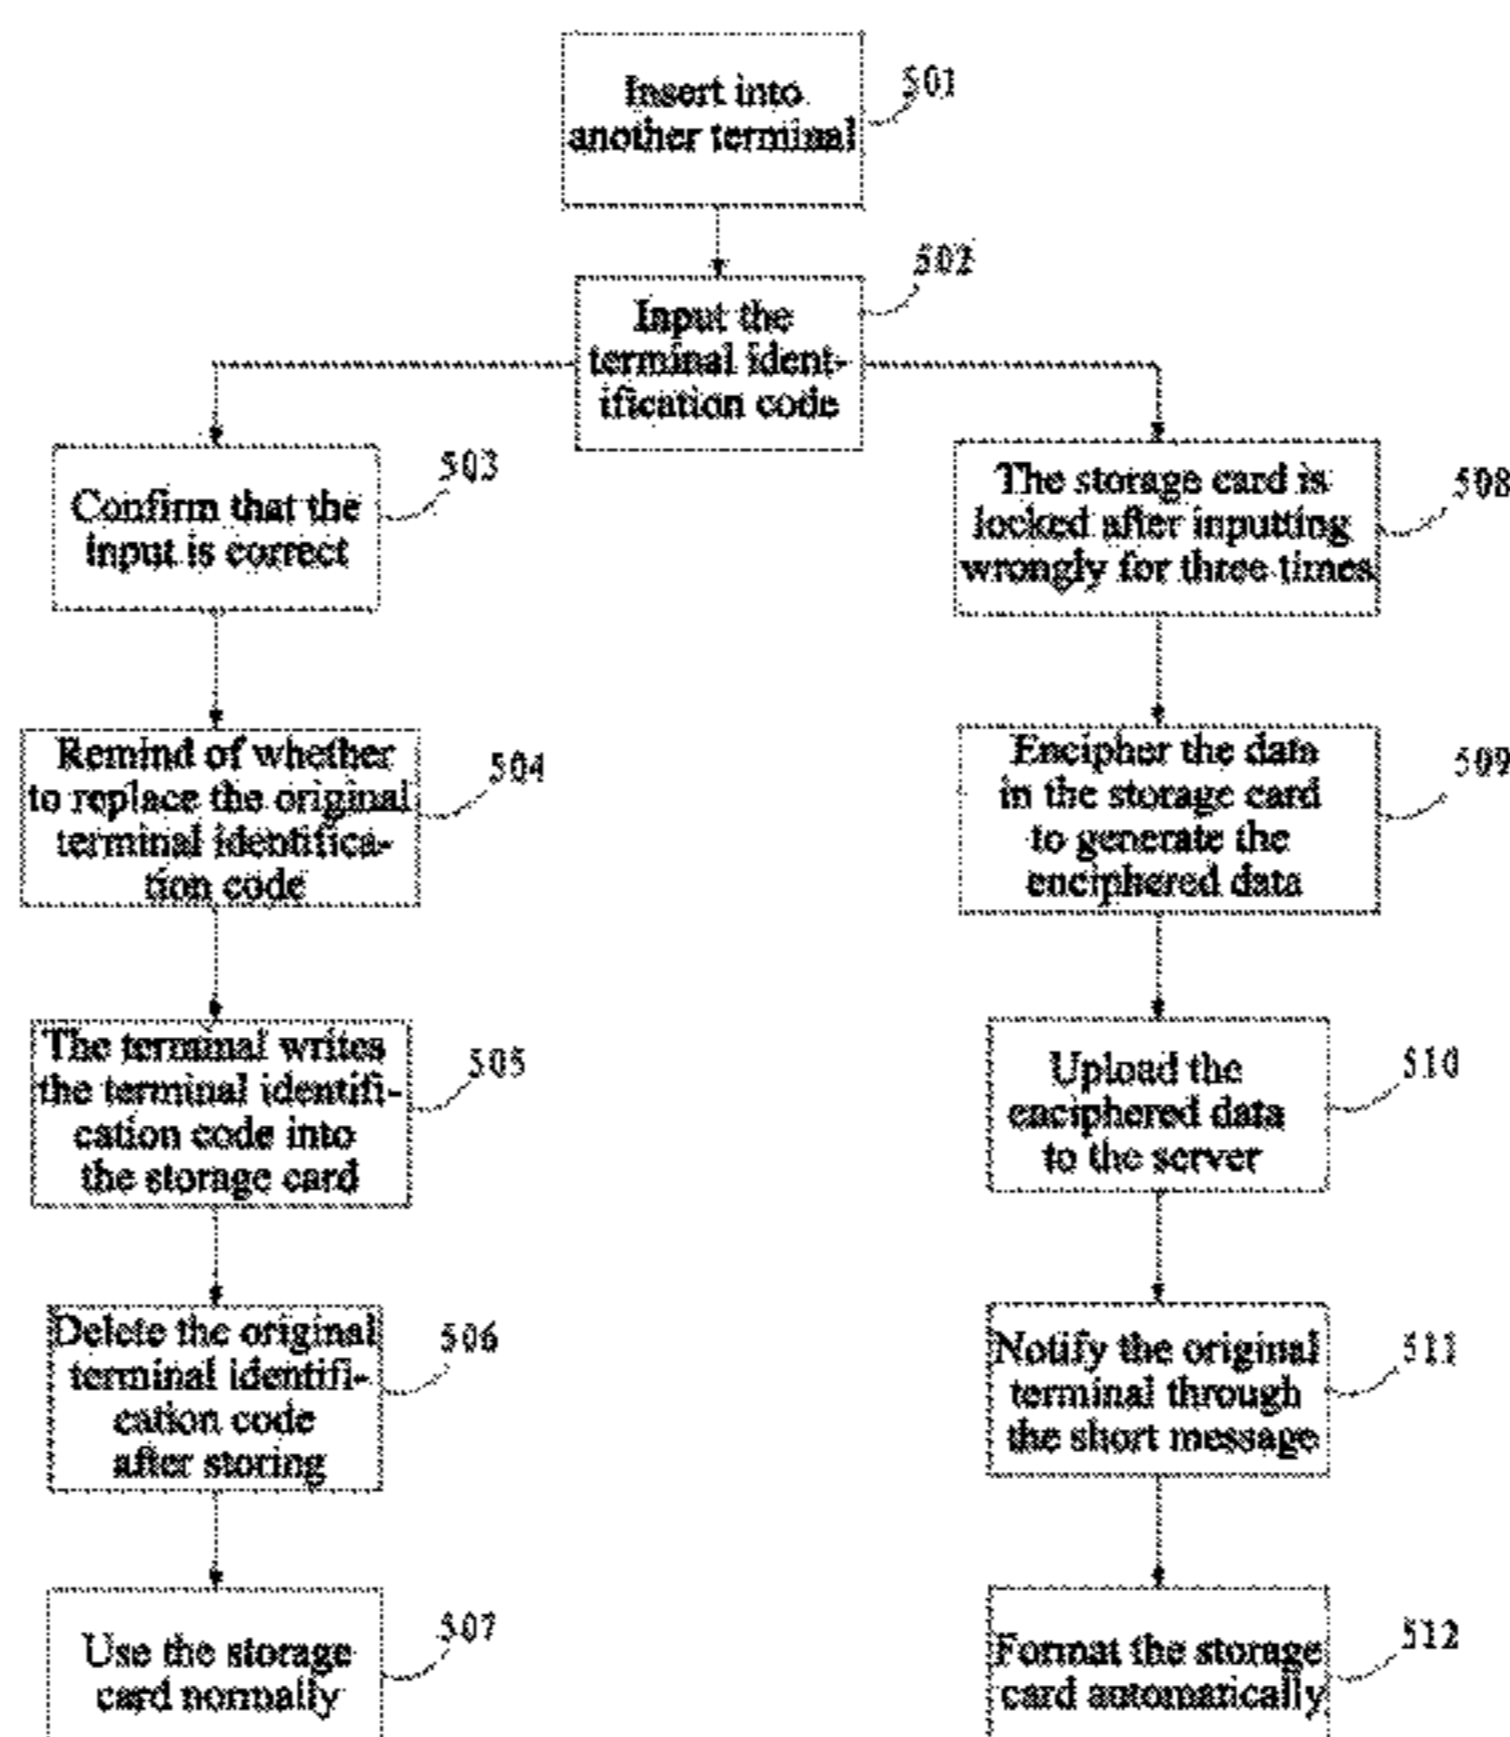 Insert into
another terminal
501
Input the
terminal ident-
ification code
502
Confirm that the
input is correct
503
Remind of whether
to replace the original
terminal identifica-
tion code
504
The terminal writes
the terminal identifi-
cation code into
the storage card
505
Delete the original
terminal identifi-
cation code
after storing
506
Use the storage
card normally
507
The storage card is
locked after inputting
wrongly for three times
508
Encipher the data
in the storage card
to generate the
enciphered data
509
Upload the
enciphered data
to the server
510
Notify the original
terminal through
the short message
511
Format the storage
card automatically
512